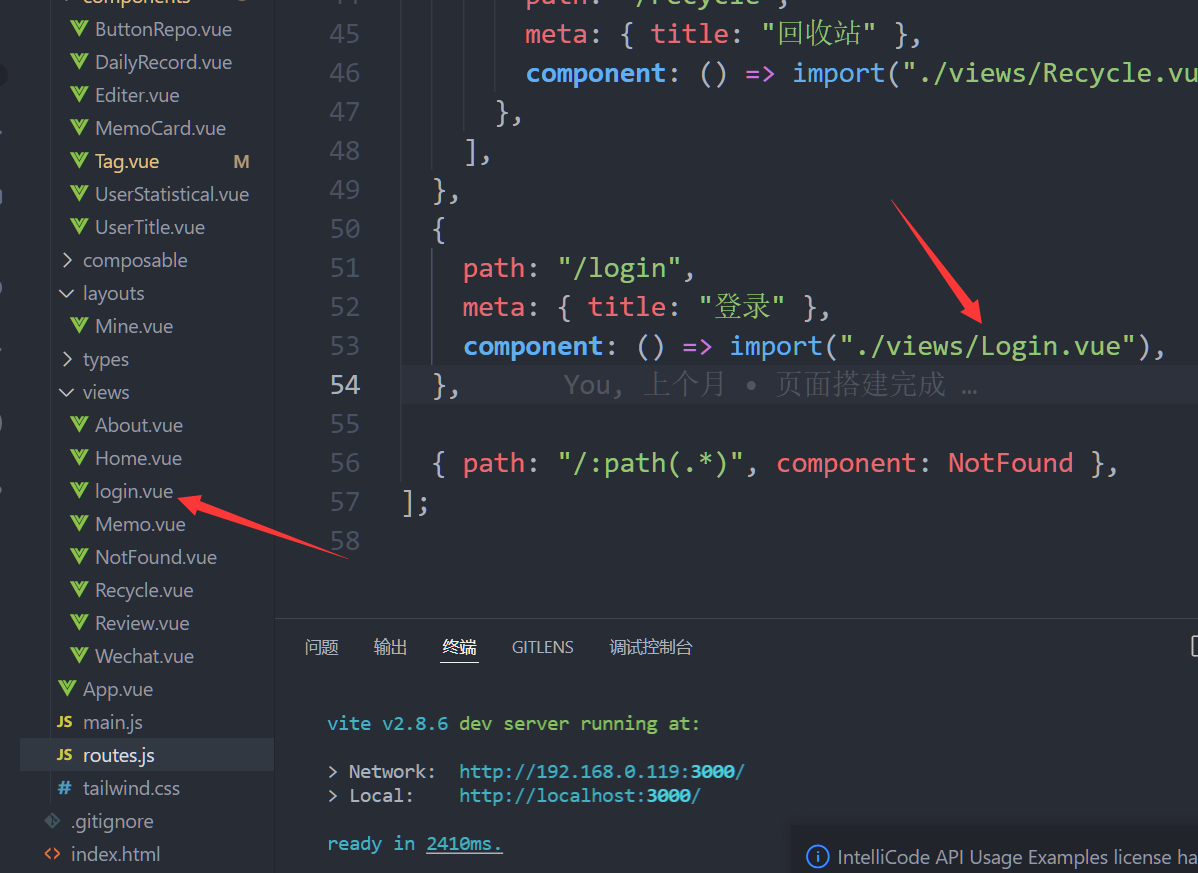 components
ButtonRepo.vue
DailyRecord.vue
Editer.vue
MemoCard.vue
Tag.vue M
UserStatistical.vue
UserTitle.vue
composable
layouts
Mine.vue
types
views
About.vue
Home.vue
login.vue
Memo.vue
NotFound.vue
Recycle.vue
Review.vue
Wechat.vue
App.vue
JS main.js
JS routes.js
# tailwind.css
.gitignore
<> index.html
44 path: "/recycle",
45 meta: { title: "回收站" },
46 component: () => import("./views/Recycle.vu
47 },
48 ],
49 },
50 {
51 path: "/login",
52 meta: { title: "登录" },
53 component: () => import("./views/Login.vue"),
54 }, You, 上个月 • 页面搭建完成 …
55
56 { path: "/:path(.*)", component: NotFound },
57 ];
58
问题 输出 终端 GITLENS 调试控制台
vite v2.8.6 dev server running at:
> Network: http://192.168.0.119:3000/
> Local: http://localhost:3000/
ready in 2410ms.
IntelliCode API Usage Examples license ha